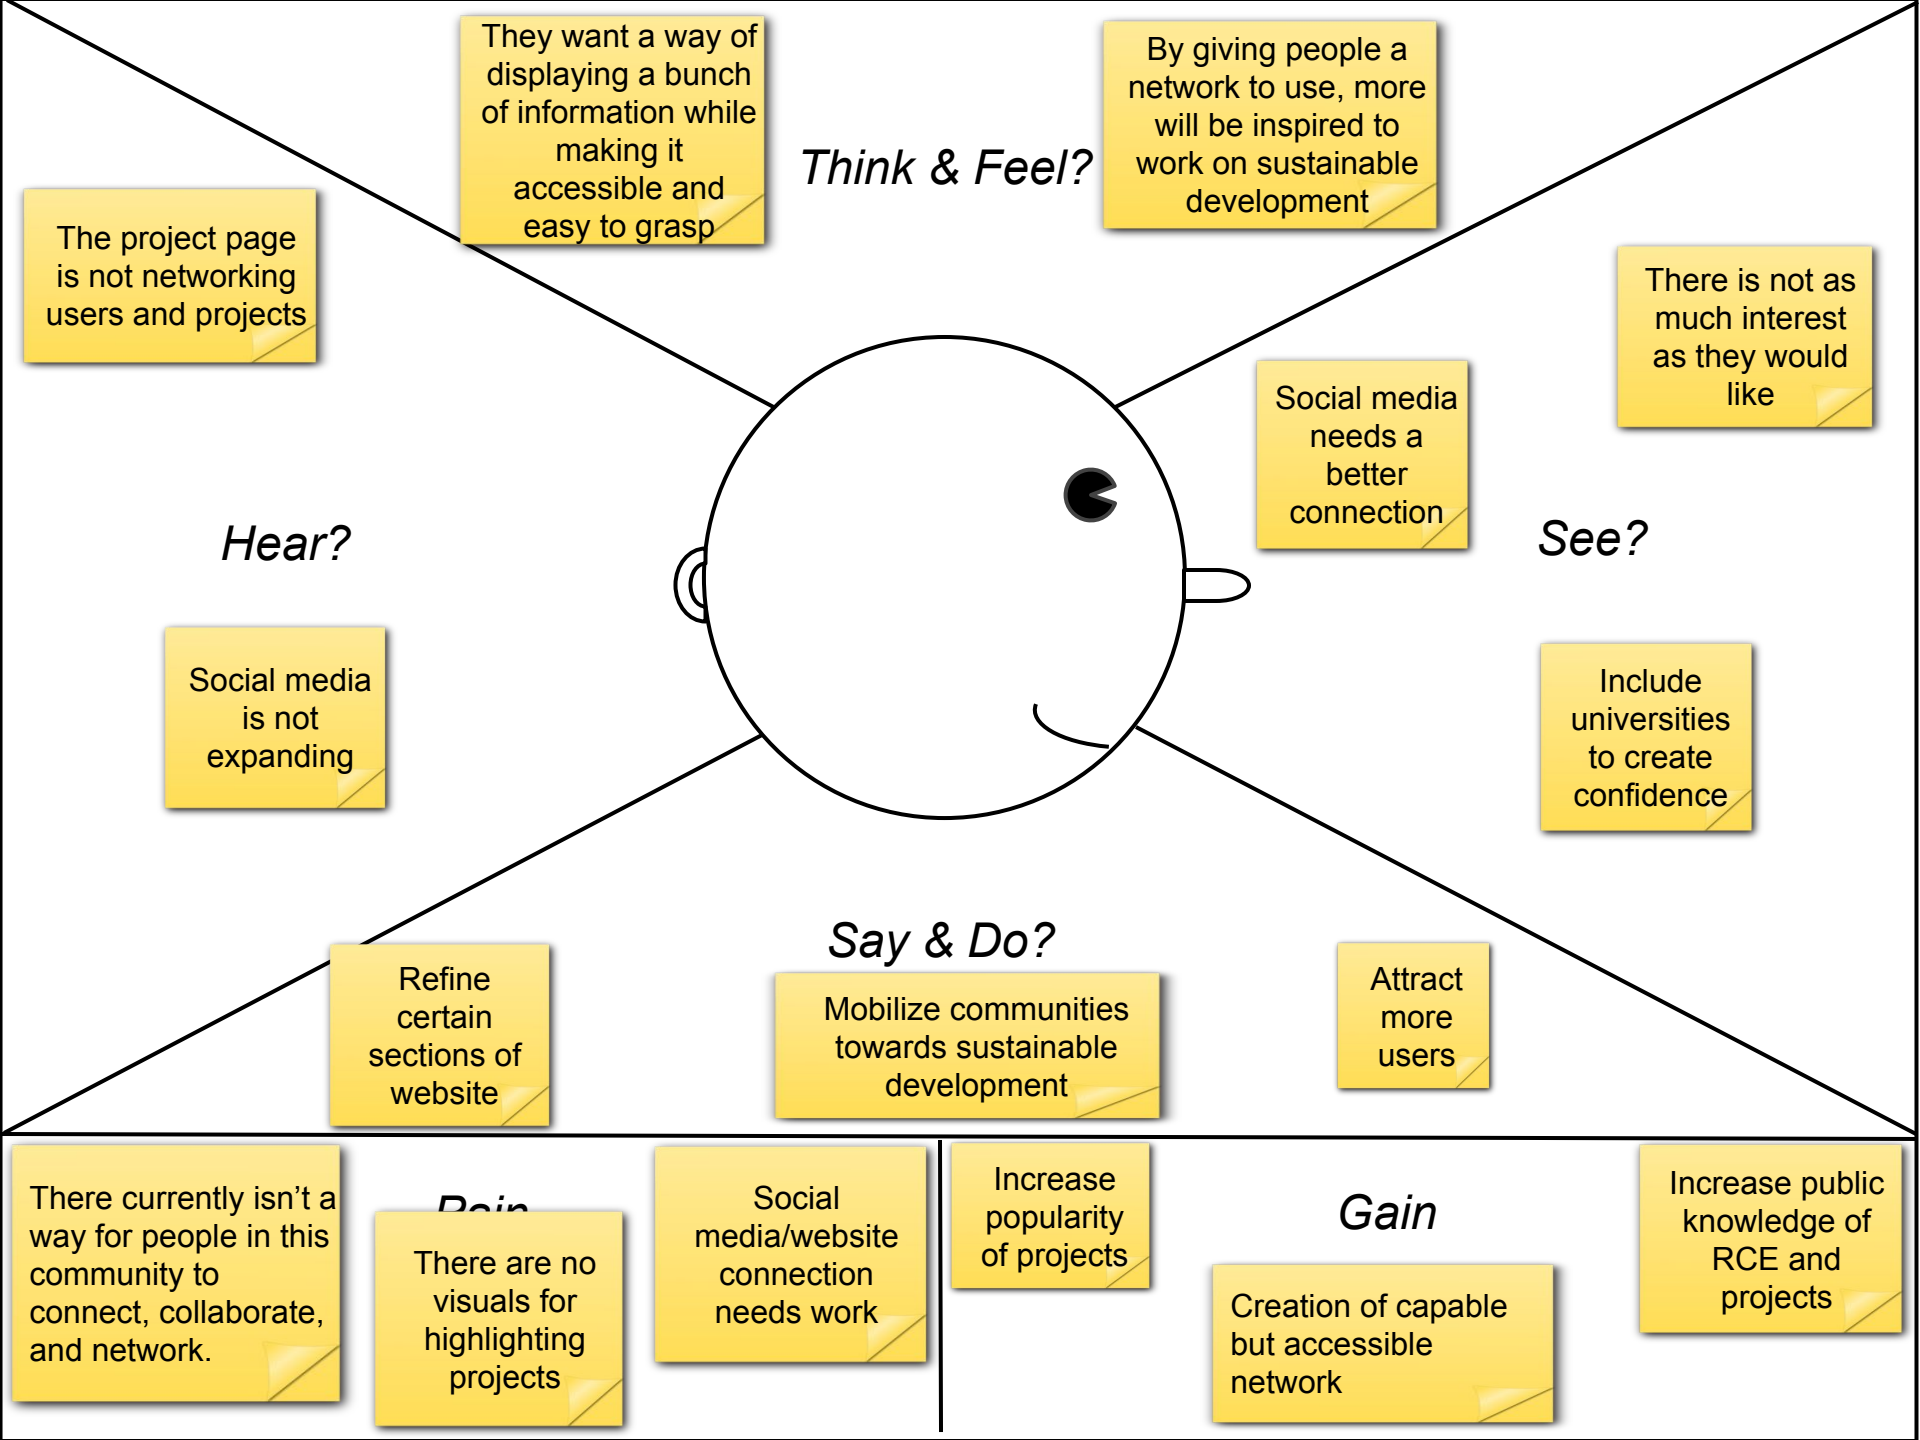 They want a way of
displaying a bunch
of information while
making it
accessible and
easy to grasp
Think & Feel?
By giving people a
network to use, more
will be inspired to
work on sustainable
development
The project page
is not networking
users and projects
Hear?
Social media
is not
expanding
There is not as
much interest
as they would
like
Social media
needs a
better
connection
See?
Include
universities
to create
confidence
Say & Do?
Refine
certain
sections of
website
Mobilize communities
towards sustainable
development
Attract
more
users
Pain
There currently isn’t a
way for people in this
community to
connect, collaborate,
and network.
There are no
visuals for
highlighting
projects
Social
media/website
connection
needs work
Gain
Increase
popularity
of projects
Creation of capable
but accessible
network
Increase public
knowledge of
RCE and
projects